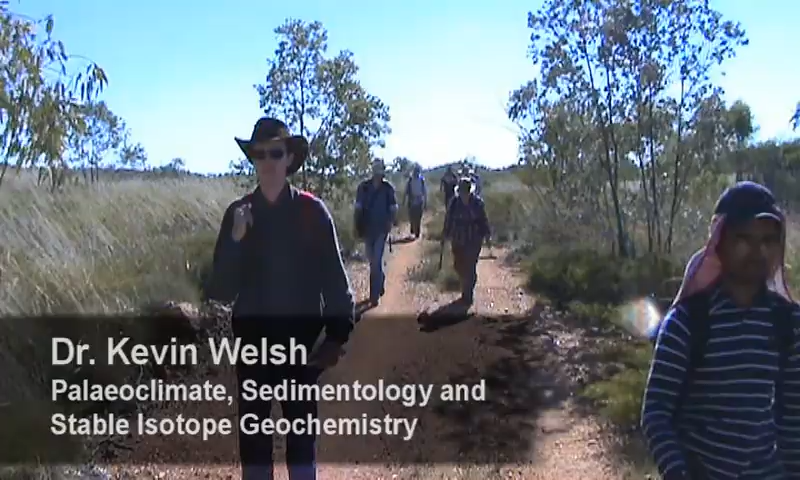 Dr. Kevin Welsh
Palaeoclimate, Sedimentology and
Stable Isotope Geochemistry